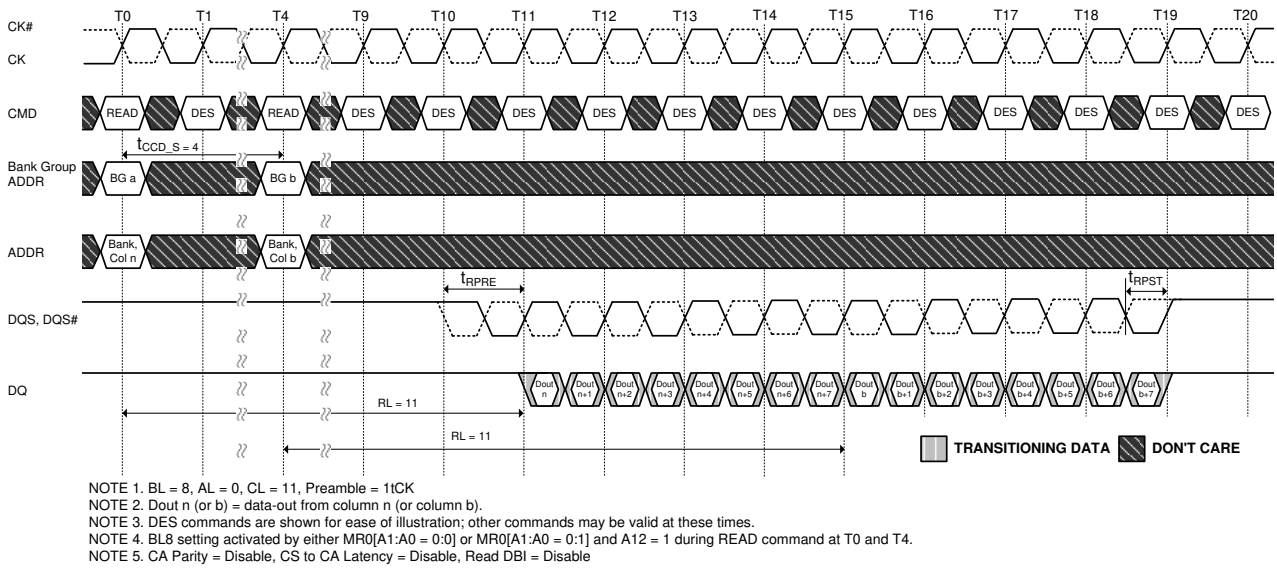 T0 T1 T4 T9 T10 T11 T12 T13 T14 T15 T16 T17 T18 T19 T20
CK#
CK
CMD READ DES READ DES DES DES DES DES DES DES DES DES DES DES DES
tCCD_S = 4
Bank Group
ADDR
BG a BG b
ADDR
Bank,
Col n
Bank,
Col b
tRPRE
tRPST
DQS, DQS#
DQ
Dout
n
Dout
n+1
Dout
n+2
Dout
n+3
Dout
n+4
Dout
n+5
Dout
n+6
Dout
n+7
Dout
b
Dout
b+1
Dout
b+2
Dout
b+3
Dout
b+4
Dout
b+5
Dout
b+6
Dout
b+7
RL = 11
RL = 11
TRANSITIONING DATA DON'T CARE
NOTE 1. BL = 8, AL = 0, CL = 11, Preamble = 1tCK
NOTE 2. Dout n (or b) = data-out from column n (or column b).
NOTE 3. DES commands are shown for ease of illustration; other commands may be valid at these times.
NOTE 4. BL8 setting activated by either MR0[A1:A0 = 0:0] or MR0[A1:A0 = 0:1] and A12 = 1 during READ command at T0 and T4.
NOTE 5. CA Parity = Disable, CS to CA Latency = Disable, Read DBI = Disable